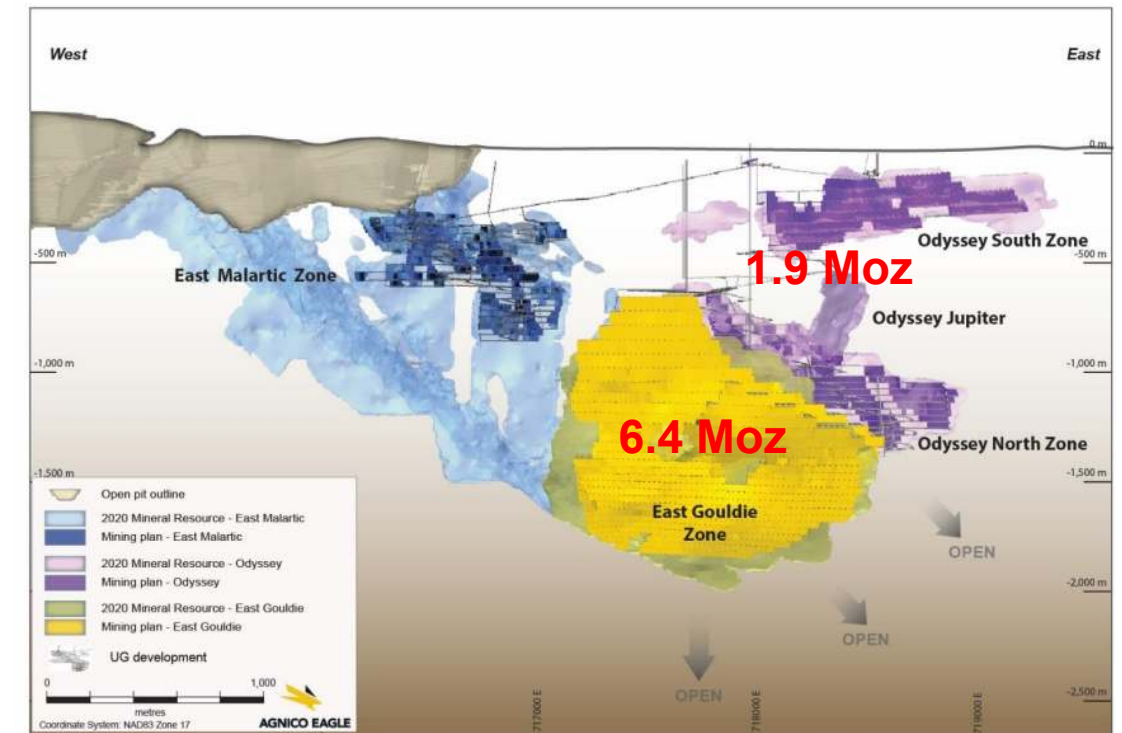 West
East
0 m
Odyssey South Zone
-500 m
-500 m
1.9 Moz
East Malartic Zone
Odyssey Jupiter
-1,000 m
-1,000 m
6.4 Moz
Odyssey North Zone
-1,500 m
-1,500 m
East Gouldie
Zone
OPEN
-2,000 m
OPEN
OPEN
-2,500 m
717000 E
718000 E
719000 E
Open pit outline
2020 Mineral Resource - East Malartic
Mining plan - East Malartic
2020 Mineral Resource - Odyssey
Mining plan - Odyssey
2020 Mineral Resource - East Gouldie
Mining plan - East Gouldie
UG development
0 1,000
metres
Coordinate System: NAD83 Zone 17
AGNICO EAGLE